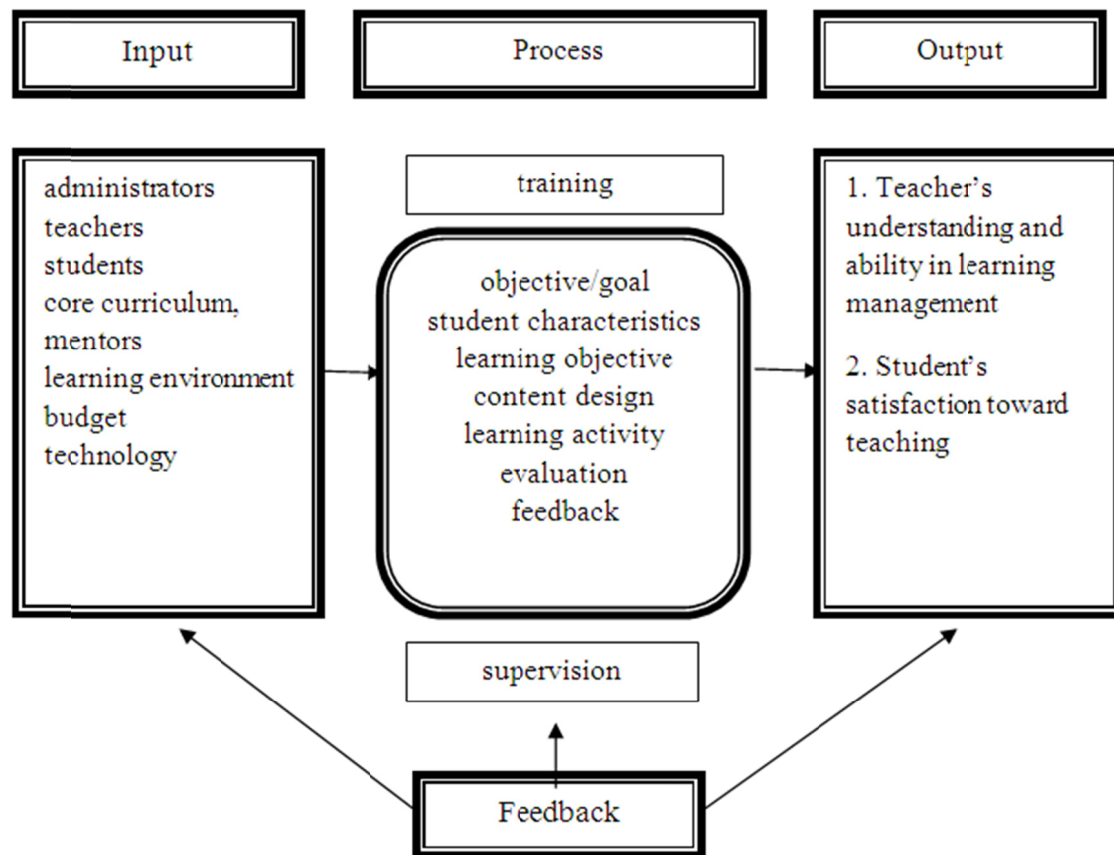 Input
Process
Output
administrators
teachers
students
core curriculum,
mentors
learning environment
budget
technology
training
objective/goal
student characteristics
learning objective
content design
learning activity
evaluation
feedback
supervision
1. Teacher’s
understanding and
ability in learning
management
2. Student’s
satisfaction toward
teaching
Feedback